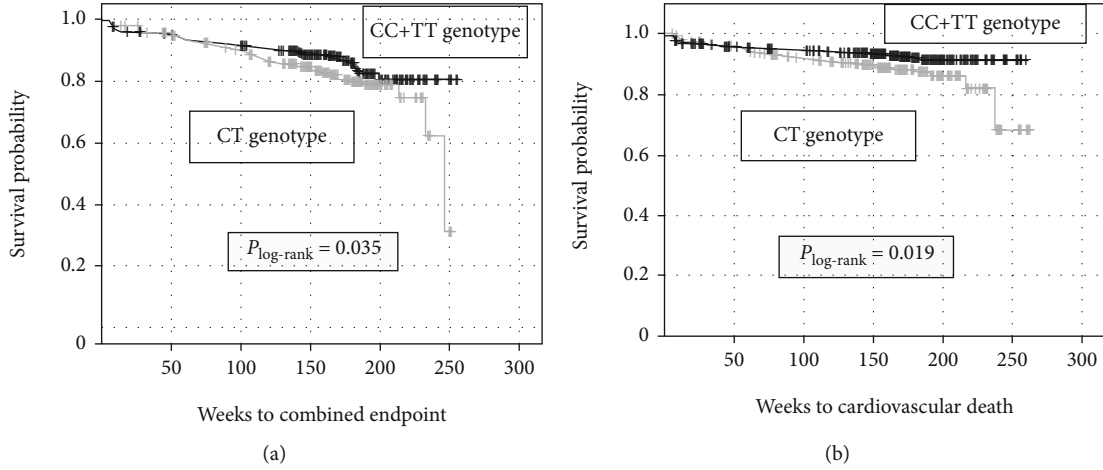 1.0
0.8
0.6
0.4
0.2
0
Survival probability
CC+TT genotype
CT genotype
P log-rank = 0.035
50 100 150 200 250 300
Weeks to combined endpoint
(a)
1.0
0.8
0.6
0.4
0.2
0
Survival probability
CC+TT genotype
CT genotype
P log-rank = 0.019
50 100 150 200 250 300
Weeks to cardiovascular death
(b)